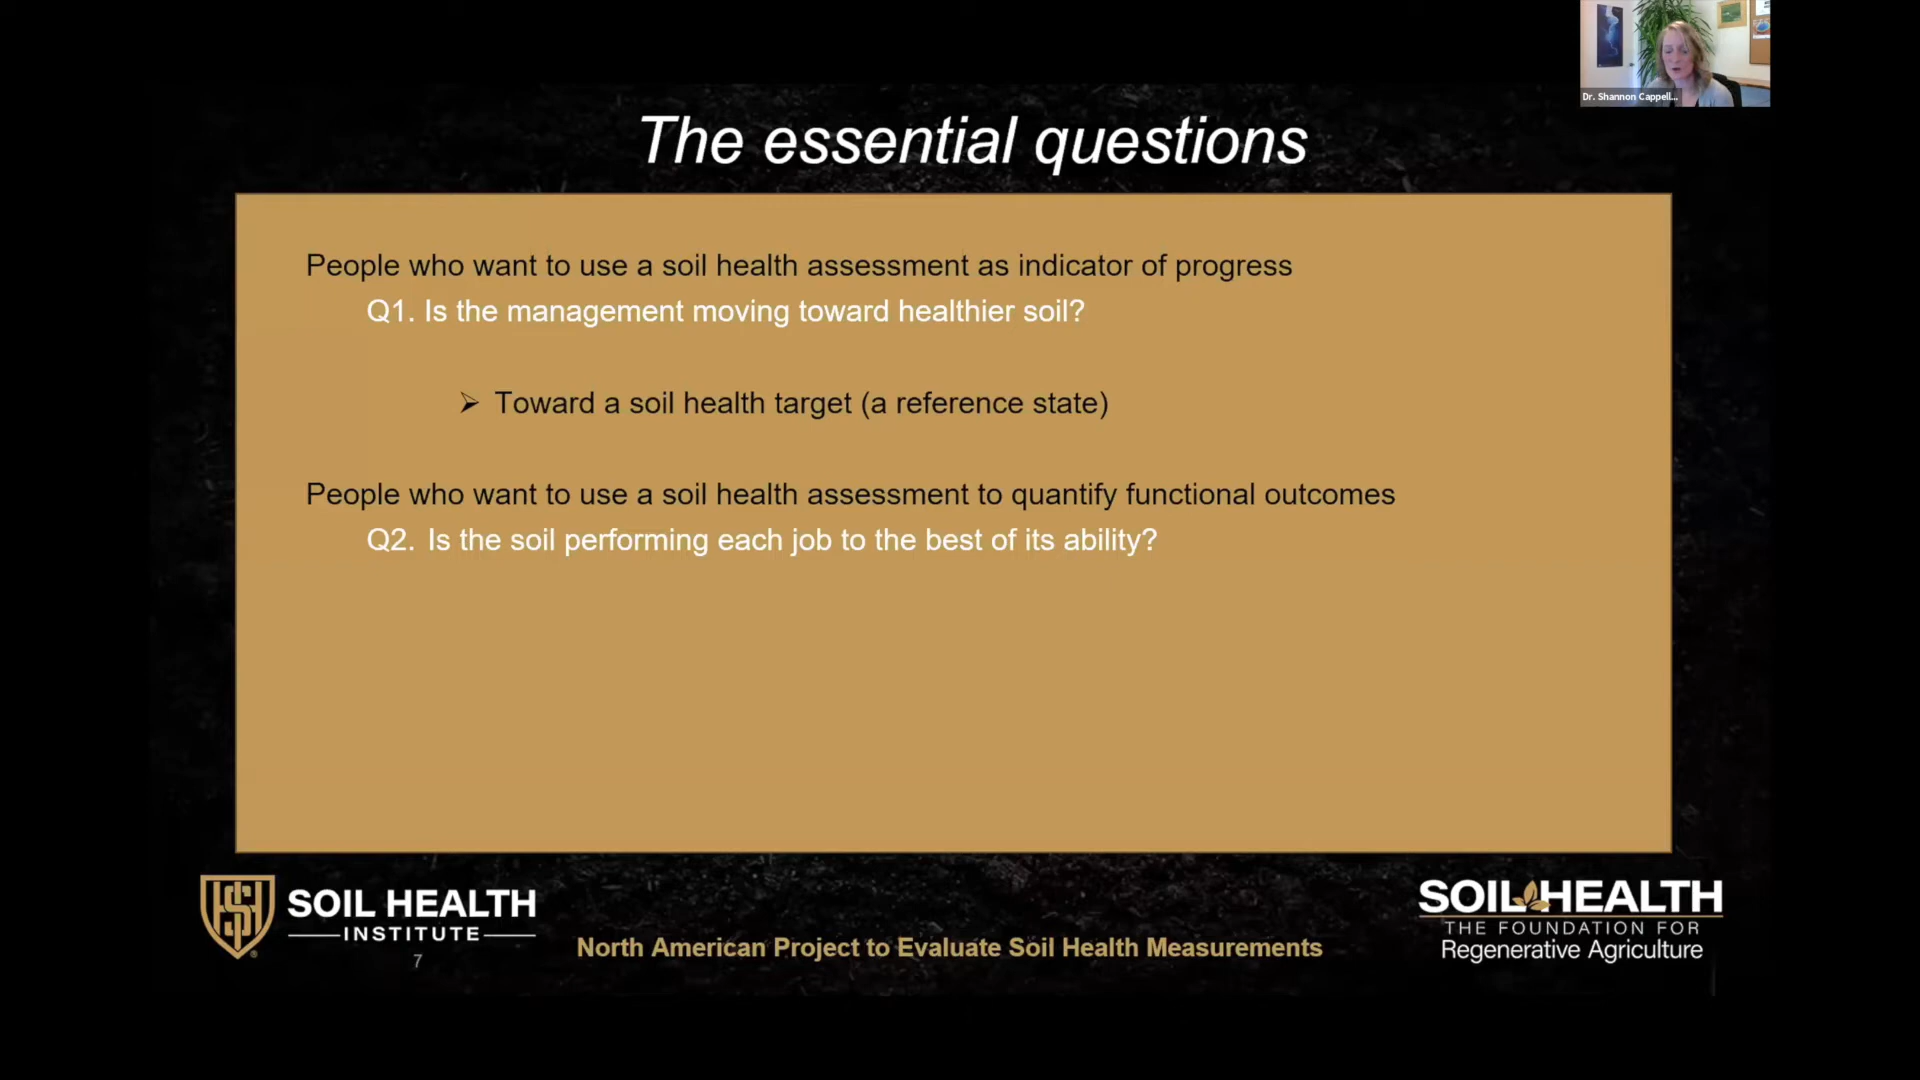 Dr. Shannon Cappell...
The essential questions
People who want to use a soil health assessment as indicator of progress
Q1. Is the management moving toward healthier soil?
➢ Toward a soil health target (a reference state)
People who want to use a soil health assessment to quantify functional outcomes
Q2. Is the soil performing each job to the best of its ability?
SOIL HEALTH
INSTITUTE
7
North American Project to Evaluate Soil Health Measurements
SOIL HEALTH
THE FOUNDATION FOR
Regenerative Agriculture